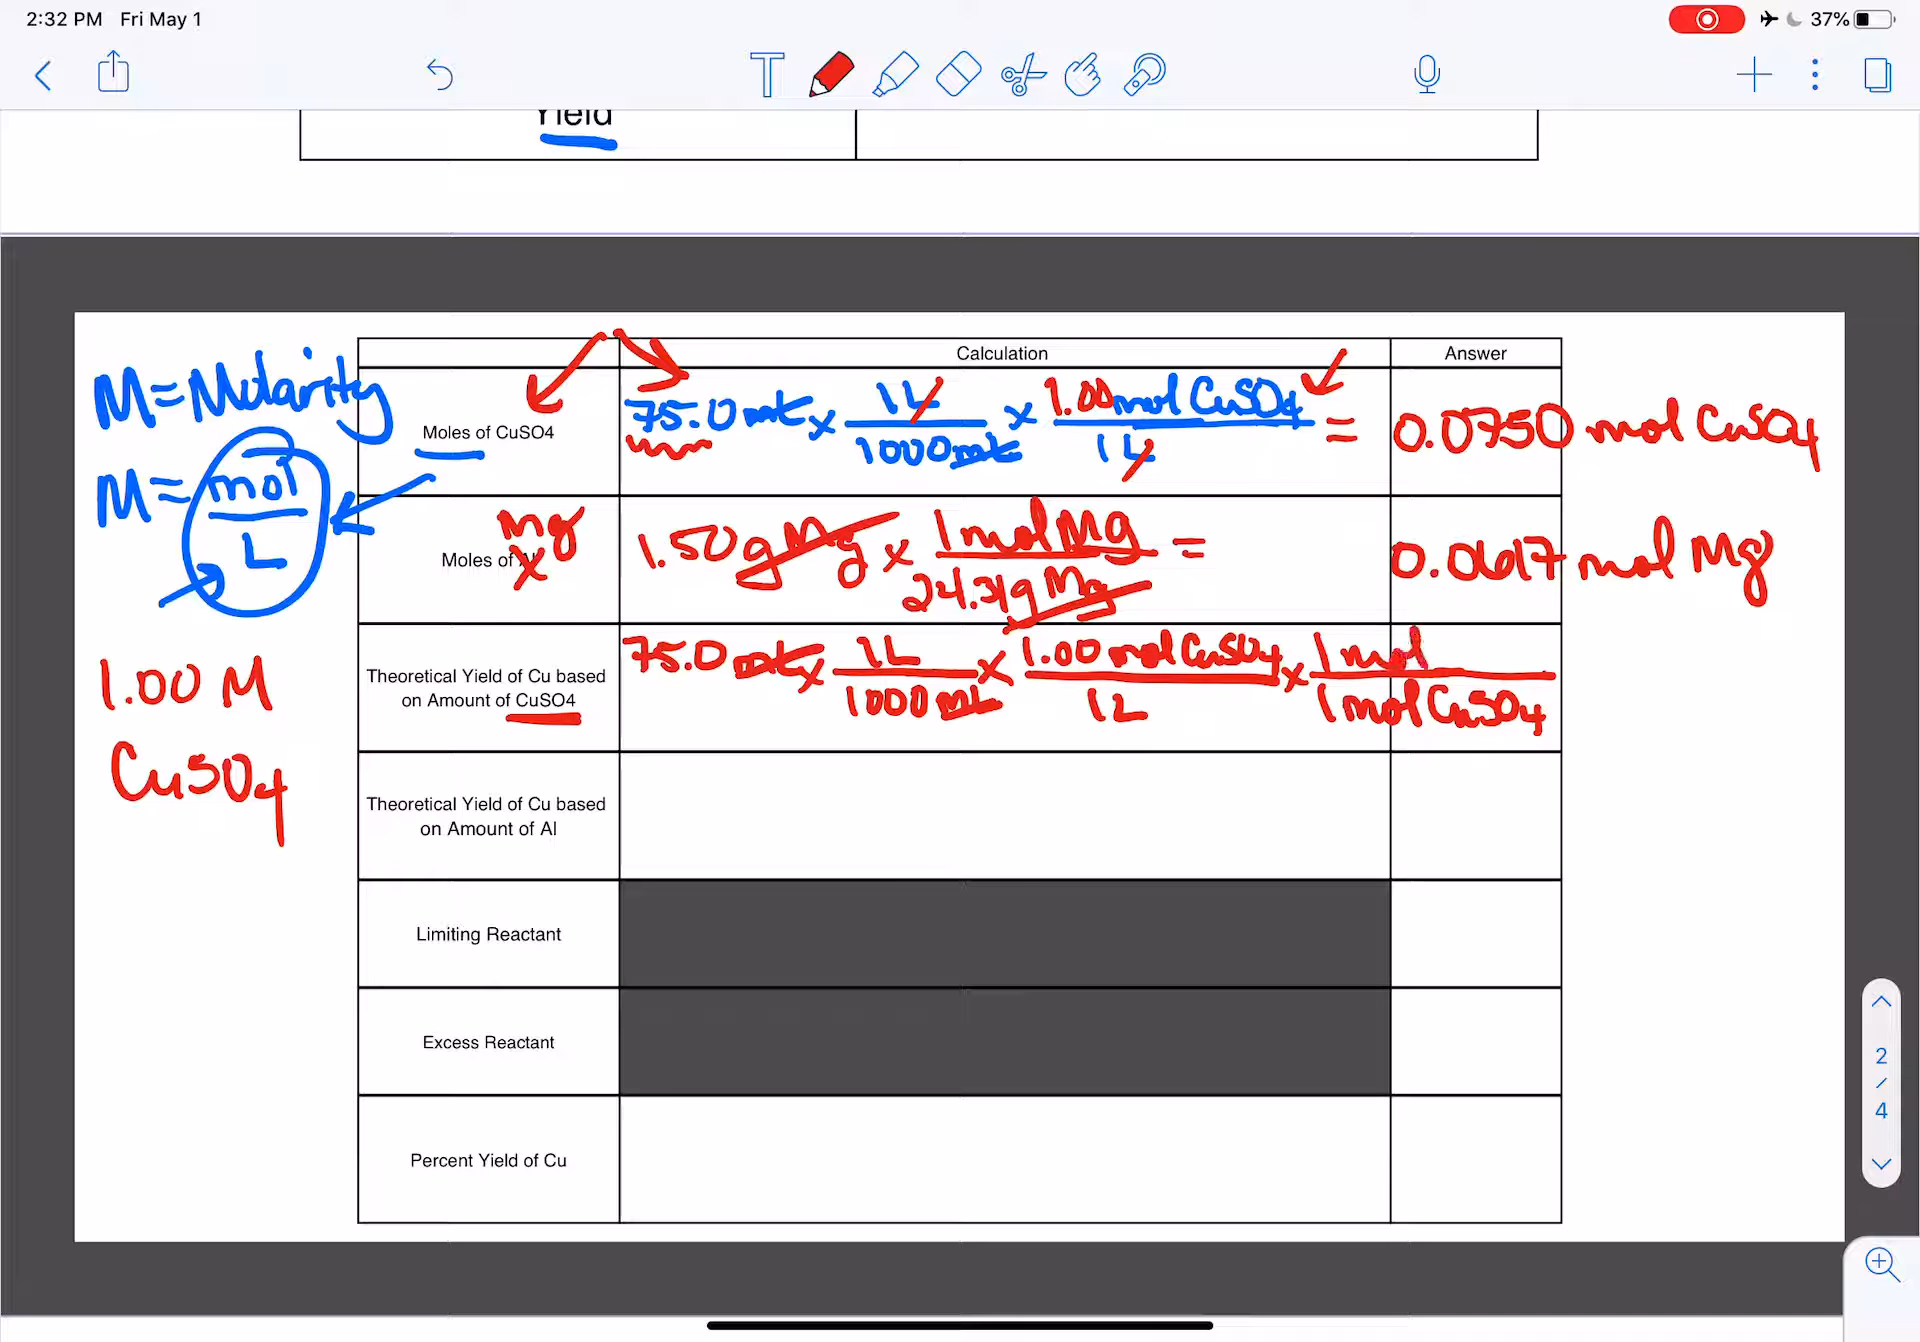 2:32 PM Fri May 1
37%
Yield
Calculation
Answer
M=Molarity
M=mol/L
1.00 M
CuSO4
Moles of CuSO4
75.0 mL x 1L/1000 mL x 1.00 mol CuSO4/1 L =
0.0750 mol CuSO4
Moles of Mg
1.50 g Mg x 1 mol Mg/24.31 g Mg =
0.0617 mol Mg
Theoretical Yield of Cu based
on Amount of CuSO4
75.0 mL x 1L/1000 mL x 1.00 mol CuSO4/1L x 1 mol/1 mol CuSO4
Theoretical Yield of Cu based
on Amount of Al
Limiting Reactant
Excess Reactant
Percent Yield of Cu
2
/
4